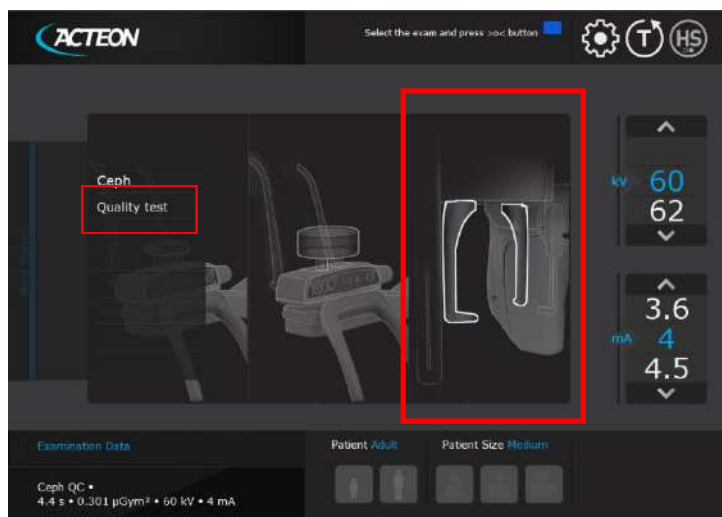 ACTEON
Select the exam and press >o< button
T
HS
Ceph
Quality test
kV
60
62
3.6
mA 4
4.5
Examination Data
Patient Adult
Patient Size Medium
Ceph QC •
4.4 s • 0.301 µGym² • 60 kV • 4 mA